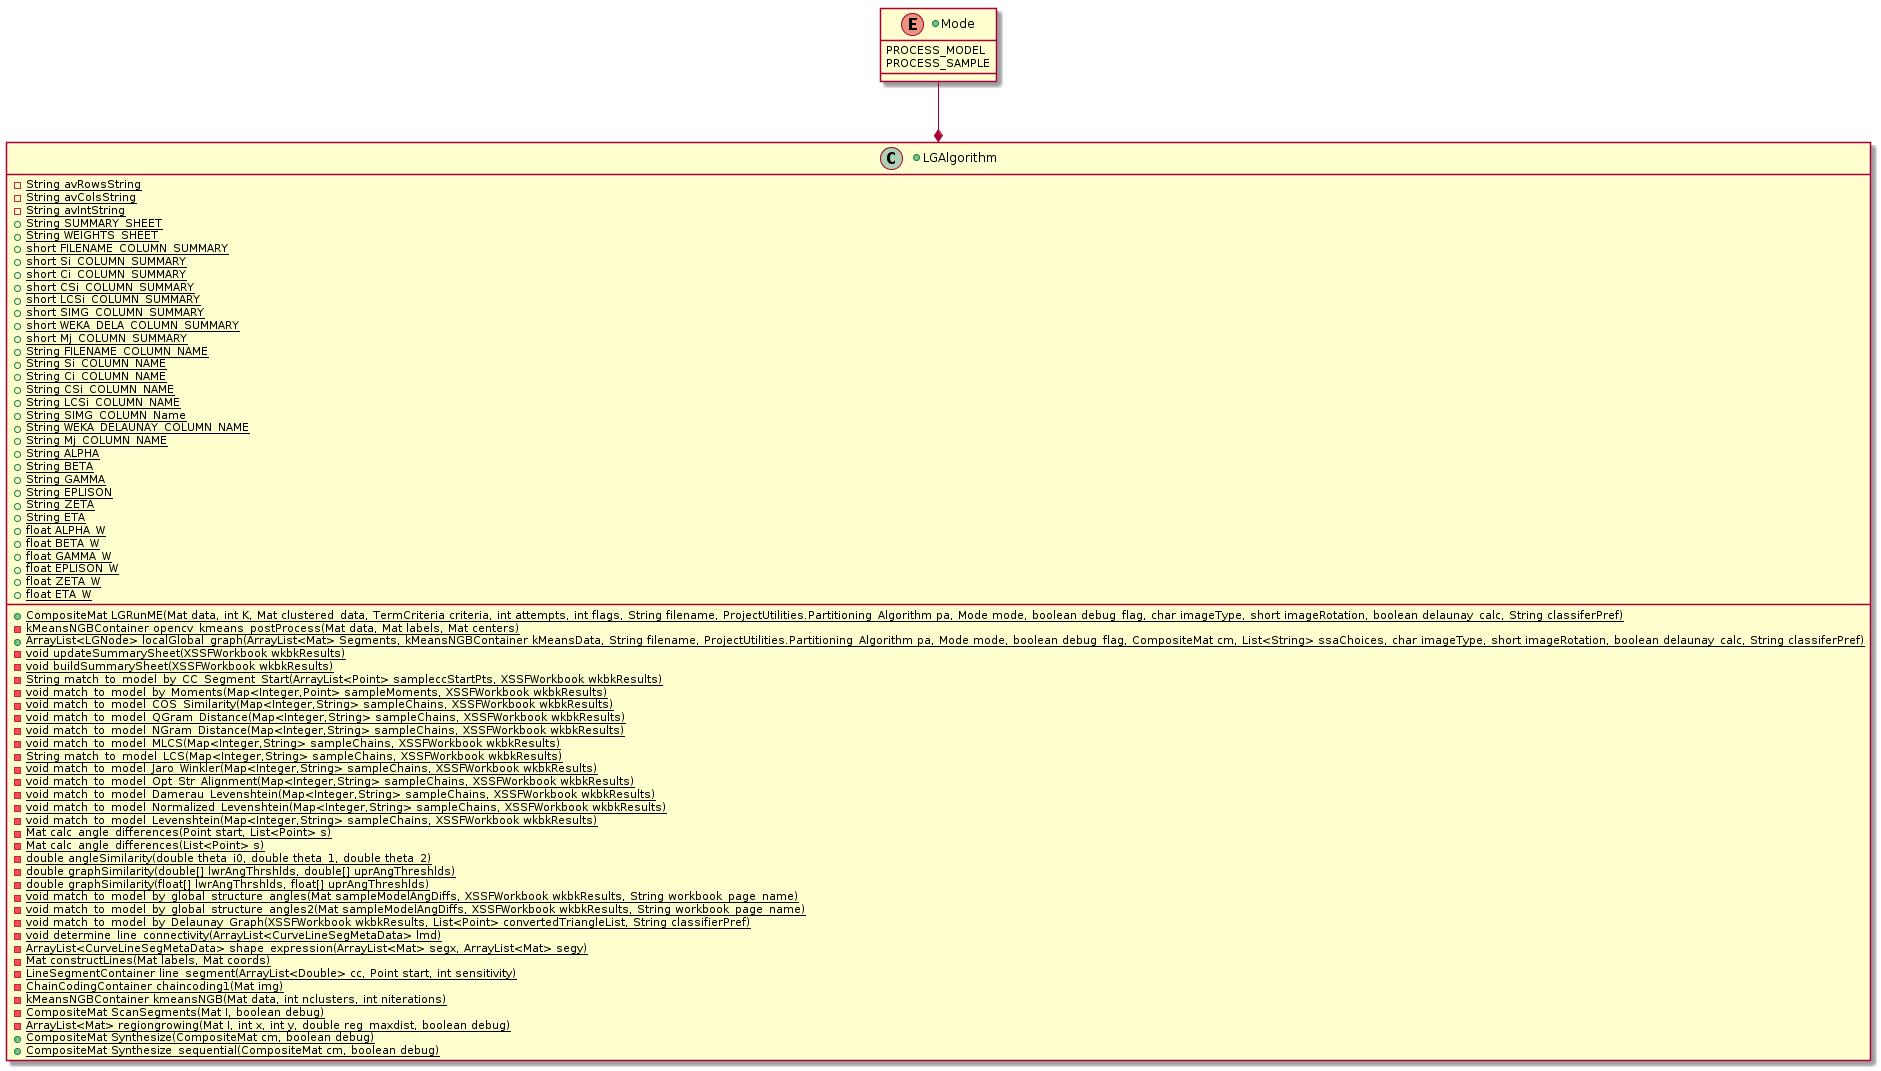 E Mode
PROCESS_MODEL
PROCESS_SAMPLE
C LGAlgorithm
String avRowsString
String avColsString
String avIntString
String SUMMARY_SHEET
String WEIGHTS_SHEET
short FILENAME_COLUMN_SUMMARY
short Si_COLUMN_SUMMARY
short Ci_COLUMN_SUMMARY
short CSi_COLUMN_SUMMARY
short LCSi_COLUMN_SUMMARY
short SIMG_COLUMN_SUMMARY
short WEKA_DELA_COLUMN_SUMMARY
short Mj_COLUMN_SUMMARY
String FILENAME_COLUMN_NAME
String Si_COLUMN_NAME
String Ci_COLUMN_NAME
String CSi_COLUMN_NAME
String LCSi_COLUMN_NAME
String SIMG_COLUMN_Name
String WEKA_DELAUNAY_COLUMN_NAME
String Mj_COLUMN_NAME
String ALPHA
String BETA
String GAMMA
String EPLISON
String ZETA
String ETA
float ALPHA_W
float BETA_W
float GAMMA_W
float EPLISON_W
float ZETA_W
float ETA_W
CompositeMat LGRunME(Mat data, int K, Mat clustered_data, TermCriteria criteria, int attempts, int flags, String filename, ProjectUtilities.Partitioning_Algorithm pa, Mode mode, boolean debug_flag, char imageType, short imageRotation, boolean delaunay_calc, String classiferPref)
kMeansNGBContainer opencv_kmeans_postProcess(Mat data, Mat labels, Mat centers)
ArrayList<LGNode> localGlobal_graph(ArrayList<Mat> Segments, kMeansNGBContainer kMeansData, String filename, ProjectUtilities.Partitioning_Algorithm pa, Mode mode, boolean debug_flag, CompositeMat cm, List<String> ssaChoices, char imageType, short imageRotation, boolean delaunay_calc, String classiferPref)
void updateSummarySheet(XSSFWorkbook wkbkResults)
void buildSummarySheet(XSSFWorkbook wkbkResults)
String match_to_model_by_CC_Segment_Start(ArrayList<Point> sampleccStartPts, XSSFWorkbook wkbkResults)
void match_to_model_by_Moments(Map<Integer,Point> sampleMoments, XSSFWorkbook wkbkResults)
void match_to_model_COS_Similarity(Map<Integer,String> sampleChains, XSSFWorkbook wkbkResults)
void match_to_model_QGram_Distance(Map<Integer,String> sampleChains, XSSFWorkbook wkbkResults)
void match_to_model_NGram_Distance(Map<Integer,String> sampleChains, XSSFWorkbook wkbkResults)
void match_to_model_MLCS(Map<Integer,String> sampleChains, XSSFWorkbook wkbkResults)
String match_to_model_LCS(Map<Integer,String> sampleChains, XSSFWorkbook wkbkResults)
void match_to_model_Jaro_Winkler(Map<Integer,String> sampleChains, XSSFWorkbook wkbkResults)
void match_to_model_Opt_Str_Alignment(Map<Integer,String> sampleChains, XSSFWorkbook wkbkResults)
void match_to_model_Damerau_Levenshtein(Map<Integer,String> sampleChains, XSSFWorkbook wkbkResults)
void match_to_model_Normalized_Levenshtein(Map<Integer,String> sampleChains, XSSFWorkbook wkbkResults)
void match_to_model_Levenshtein(Map<Integer,String> sampleChains, XSSFWorkbook wkbkResults)
Mat calc_angle_differences(Point start, List<Point> s)
Mat calc_angle_differences(List<Point> s)
double angleSimilarity(double theta_i0, double theta_1, double theta_2)
double graphSimilarity(double[] lwrAngThrshlds, double[] uprAngThreshlds)
double graphSimilarity(float[] lwrAngThrshlds, float[] uprAngThreshlds)
void match_to_model_by_global_structure_angles(Mat sampleModelAngDiffs, XSSFWorkbook wkbkResults, String workbook_page_name)
void match_to_model_by_global_structure_angles2(Mat sampleModelAngDiffs, XSSFWorkbook wkbkResults, String workbook_page_name)
void match_to_model_by_Delaunay_Graph(XSSFWorkbook wkbkResults, List<Point> convertedTriangleList, String classifierPref)
void determine_line_connectivity(ArrayList<CurveLineSegMetaData> lmd)
ArrayList<CurveLineSegMetaData> shape_expression(ArrayList<Mat> segx, ArrayList<Mat> segy)
Mat constructLines(Mat labels, Mat coords)
LineSegmentContainer line_segment(ArrayList<Double> cc, Point start, int sensitivity)
ChainCodingContainer chaincoding1(Mat img)
kMeansNGBContainer kmeansNGB(Mat data, int nclusters, int niterations)
CompositeMat ScanSegments(Mat I, boolean debug)
ArrayList<Mat> regiongrowing(Mat I, int x, int y, double reg_maxdist, boolean debug)
CompositeMat Synthesize(CompositeMat cm, boolean debug)
CompositeMat Synthesize_sequential(CompositeMat cm, boolean debug)